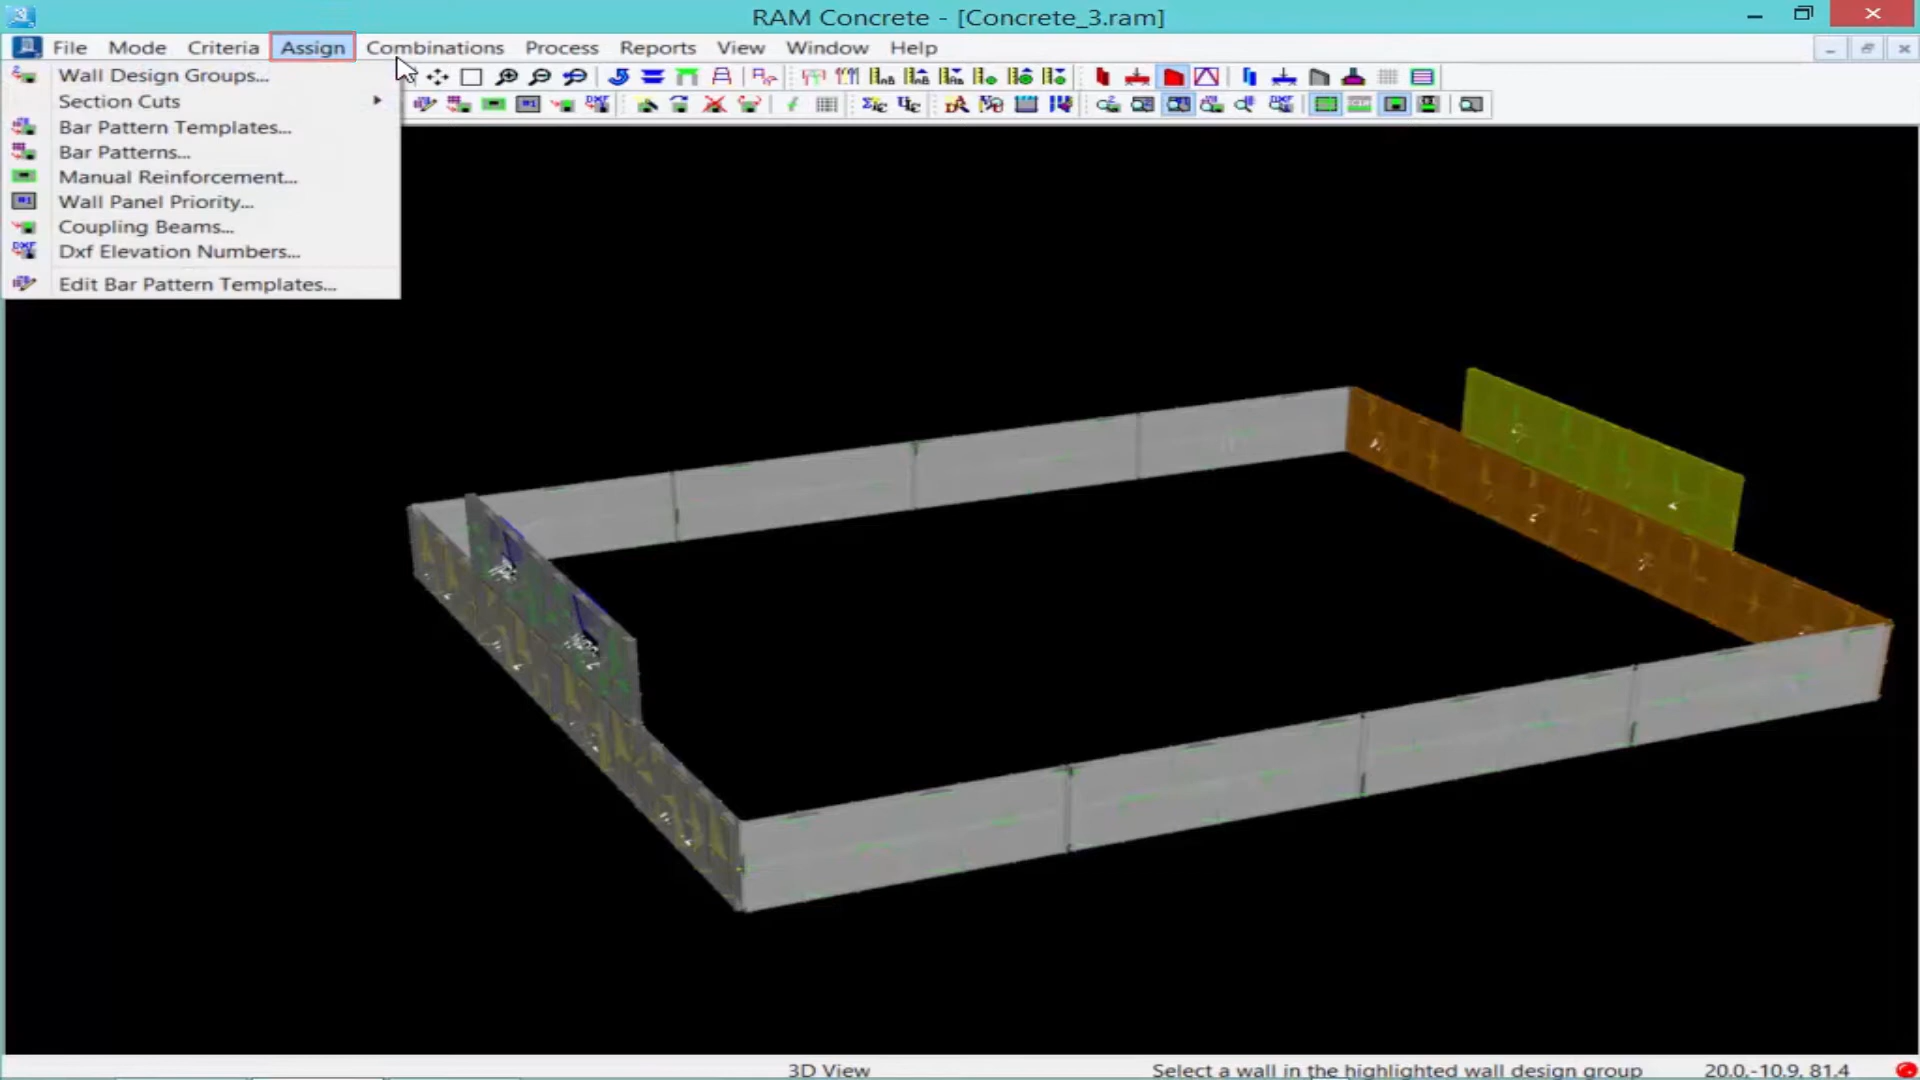 RAM Concrete - [Concrete_3.ram]
File Mode Criteria Assign Combinations Process Reports View Window Help
Wall Design Groups...
Section Cuts
Bar Pattern Templates...
Bar Patterns...
Manual Reinforcement...
Wall Panel Priority...
Coupling Beams...
Dxf Elevation Numbers...
Edit Bar Pattern Templates...
3D View
Select a wall in the highlighted wall design group
20.0,-10.9, 81.4